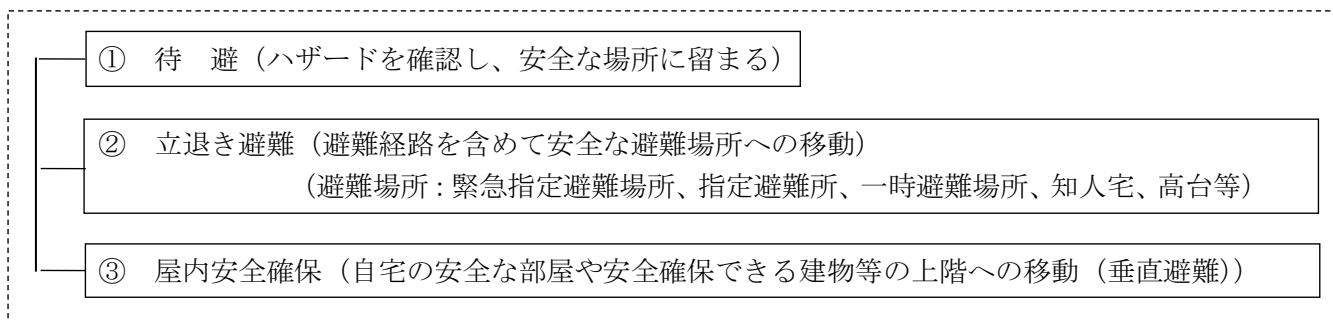 ① 待　避（ハザードを確認し、安全な場所に留まる）
② 立退き避難（避難経路を含めて安全な避難場所への移動）
（避難場所：緊急指定避難場所、指定避難所、一時避難場所、知人宅、高台等）
③ 屋内安全確保（自宅の安全な部屋や安全確保できる建物等の上階への移動（垂直避難））